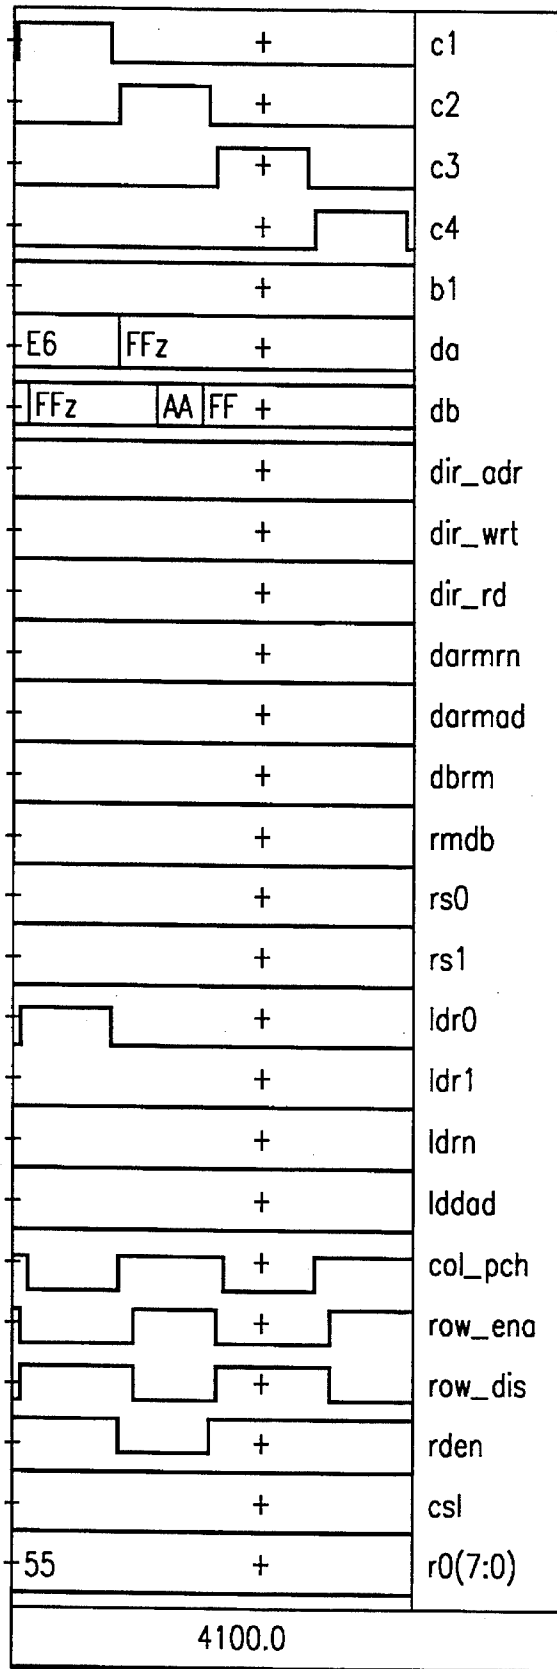 c1
c2
c3
c4
b1
E6 FFz da
FFz AA FF db
dir_adr
dir_wrt
dir_rd
darmrn
darmad
dbrm
rmdb
rs0
rs1
ldr0
ldr1
ldrn
lddad
col_pch
row_ena
row_dis
rden
csl
55 r0(7:0)
4100.0